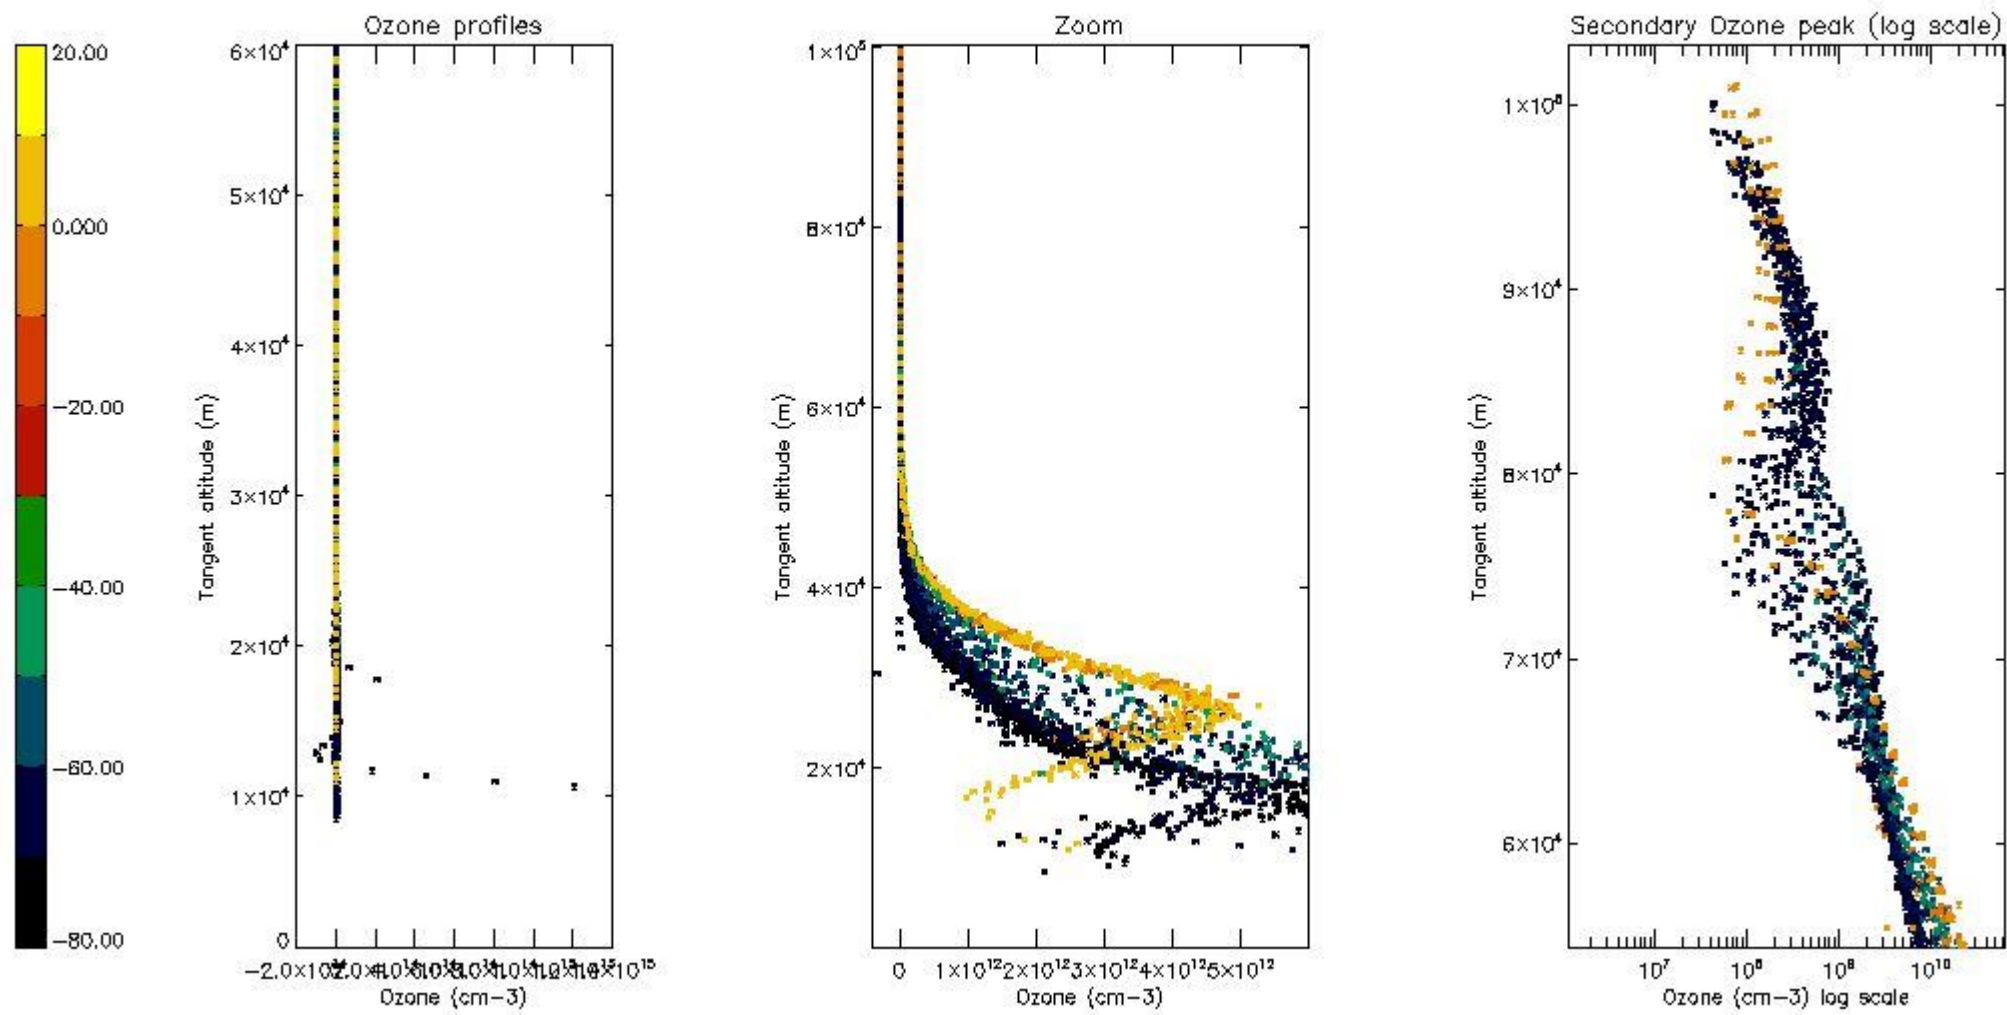 Ozone profiles
Zoom
Secondary Ozone peak (log scale)
20.00
0.000
−20.00
−40.00
−60.00
−80.00
6×10⁴
5×10⁴
4×10⁴
3×10⁴
2×10⁴
1×10⁴
0
Tangent altitude (m)
Ozone (cm−3)
1×10⁵
8×10⁴
6×10⁴
4×10⁴
2×10⁴
Tangent altitude (m)
0 1×10¹² 2×10¹² 3×10¹² 4×10¹² 5×10¹²
Ozone (cm−3)
1×10⁵
9×10⁴
8×10⁴
7×10⁴
6×10⁴
Tangent altitude (m)
10⁷ 10⁸ 10⁹ 10¹⁰
Ozone (cm−3) log scale